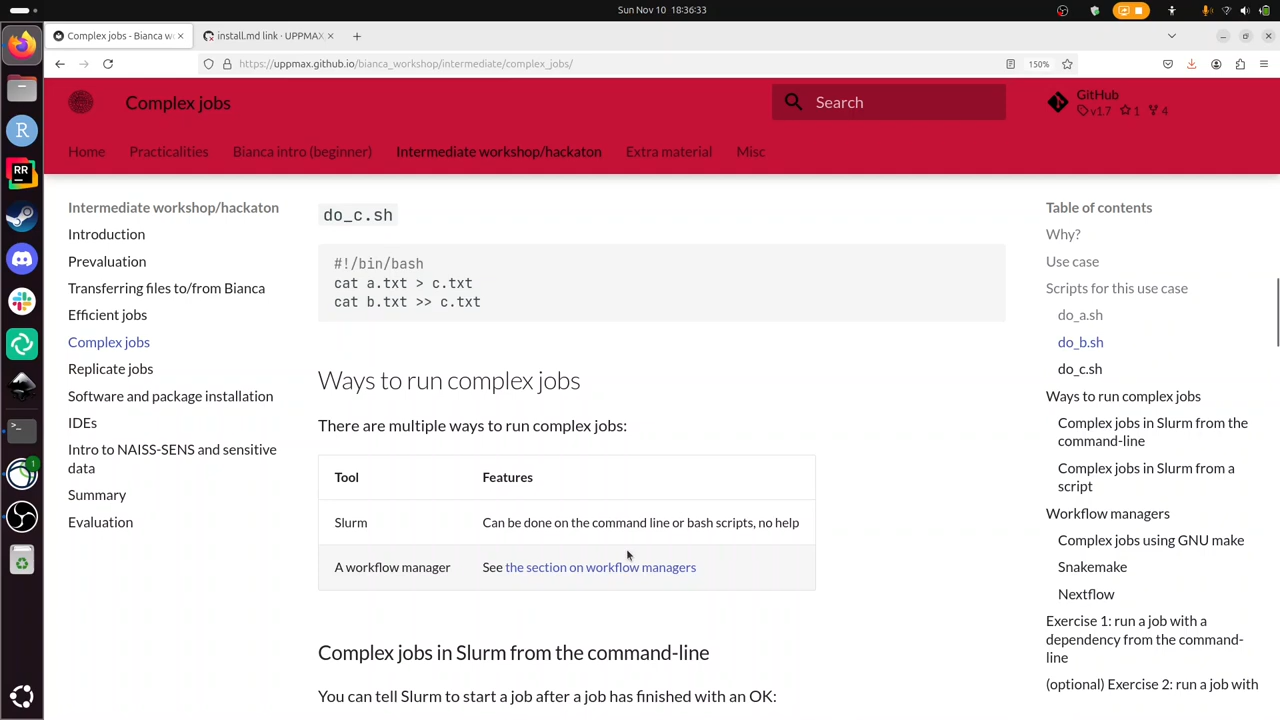 Sun Nov 10 18:36:33
Complex jobs - Bianca w
install.md link · UPPMAX
https://uppmax.github.io/bianca_workshop/intermediate/complex_jobs/
150%
Complex jobs
Search
GitHub
v1.7 1 4
Home
Practicalities
Bianca intro (beginner)
Intermediate workshop/hackaton
Extra material
Misc
Intermediate workshop/hackaton
Introduction
Prevaluation
Transferring files to/from Bianca
Efficient jobs
Complex jobs
Replicate jobs
Software and package installation
IDEs
Intro to NAISS-SENS and sensitive
data
Summary
Evaluation
do_c.sh
#!/bin/bash
cat a.txt > c.txt
cat b.txt >> c.txt
Ways to run complex jobs
There are multiple ways to run complex jobs:
Tool Features
Slurm Can be done on the command line or bash scripts, no help
A workflow manager See the section on workflow managers
Complex jobs in Slurm from the command-line
You can tell Slurm to start a job after a job has finished with an OK:
Table of contents
Why?
Use case
Scripts for this use case
do_a.sh
do_b.sh
do_c.sh
Ways to run complex jobs
Complex jobs in Slurm from the
command-line
Complex jobs in Slurm from a
script
Workflow managers
Complex jobs using GNU make
Snakemake
Nextflow
Exercise 1: run a job with a
dependency from the command-
line
(optional) Exercise 2: run a job with
R
RR
1